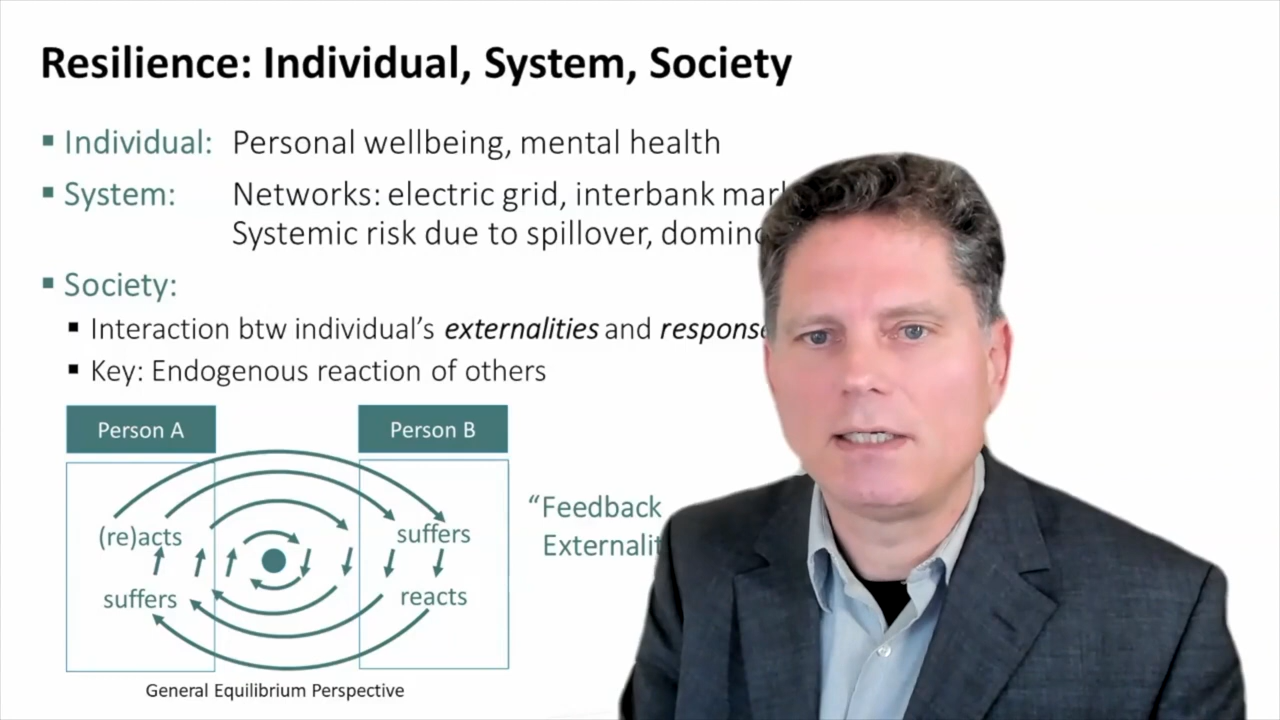 Resilience: Individual, System, Society
▪ Individual: Personal wellbeing, mental health
▪ System: Networks: electric grid, interbank
Systemic risk due to spillover,
▪ Society:
▪ Interaction btw individual's externalities and
▪ Key: Endogenous reaction of others
Person A
Person B
(re)acts
suffers
suffers
reacts
"Feedback
General Equilibrium Perspective